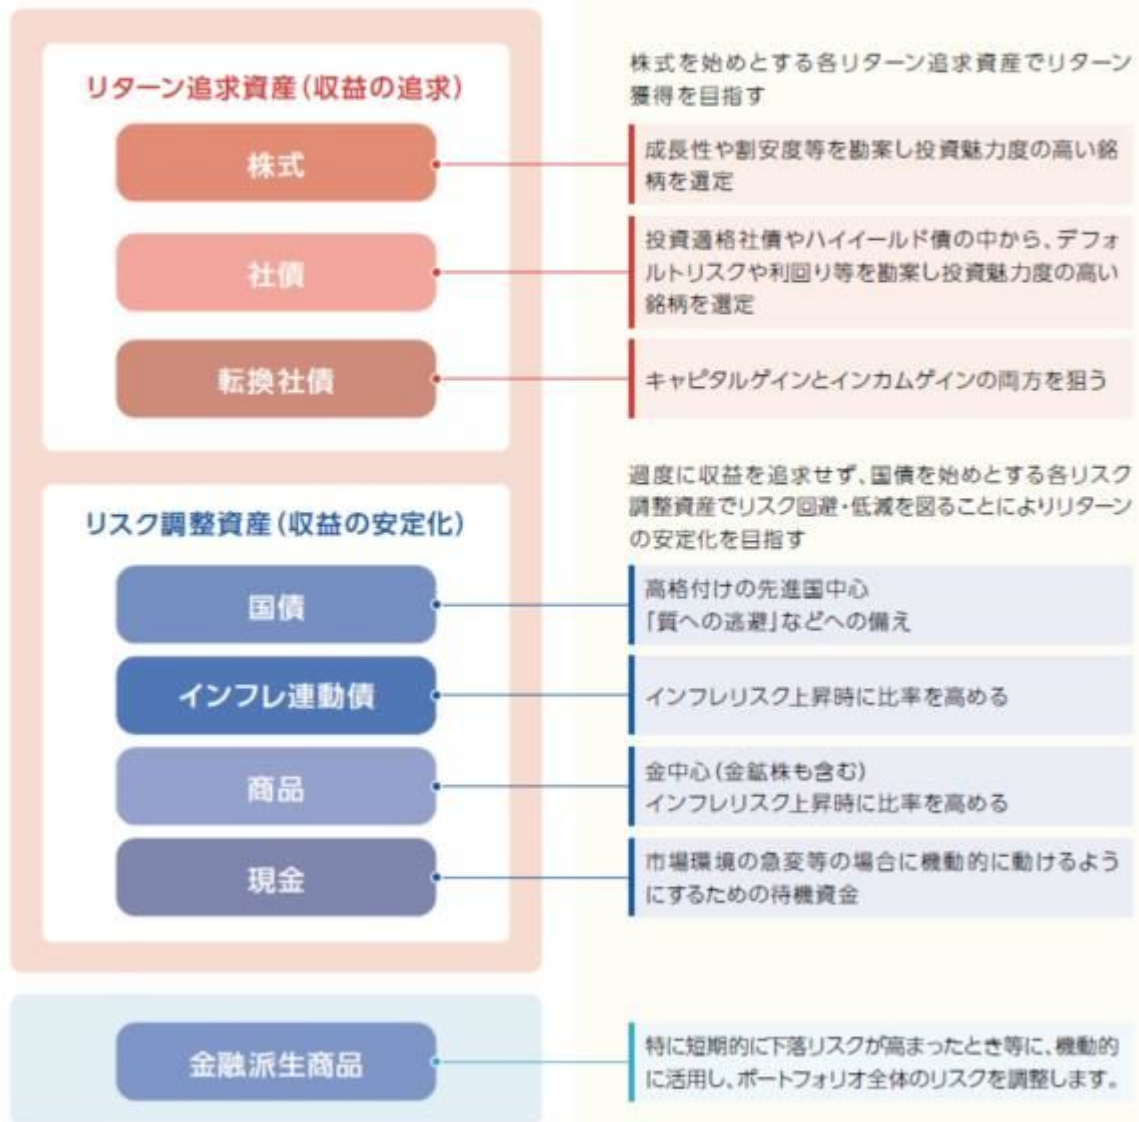 リターン追求資産(収益の追求)
株式を始めとする各リターン追求資産でリターン
獲得を目指す
株式
成長性や割安度等を勘案し投資魅力度の高い銘
柄を選定
社債
投資適格社債やハイイールド債の中から、デフォ
ルトリスクや利回り等を勘案し投資魅力度の高い
銘柄を選定
転換社債
キャピタルゲインとインカムゲインの両方を狙う
リスク調整資産(収益の安定化)
過度に収益を追求せず、国債を始めとする各リスク
調整資産でリスク回避・低減を図ることによりリターン
の安定化を目指す
国債
高格付けの先進国中心
「質への逃避」などへの備え
インフレ連動債
インフレリスク上昇時に比率を高める
商品
金中心(金鉱株も含む)
インフレリスク上昇時に比率を高める
現金
市場環境の急変等の場合に機動的に動けるよう
にするための待機資金
金融派生商品
特に短期的に下落リスクが高まったとき等に、機動的
に活用し、ポートフォリオ全体のリスクを調整します。